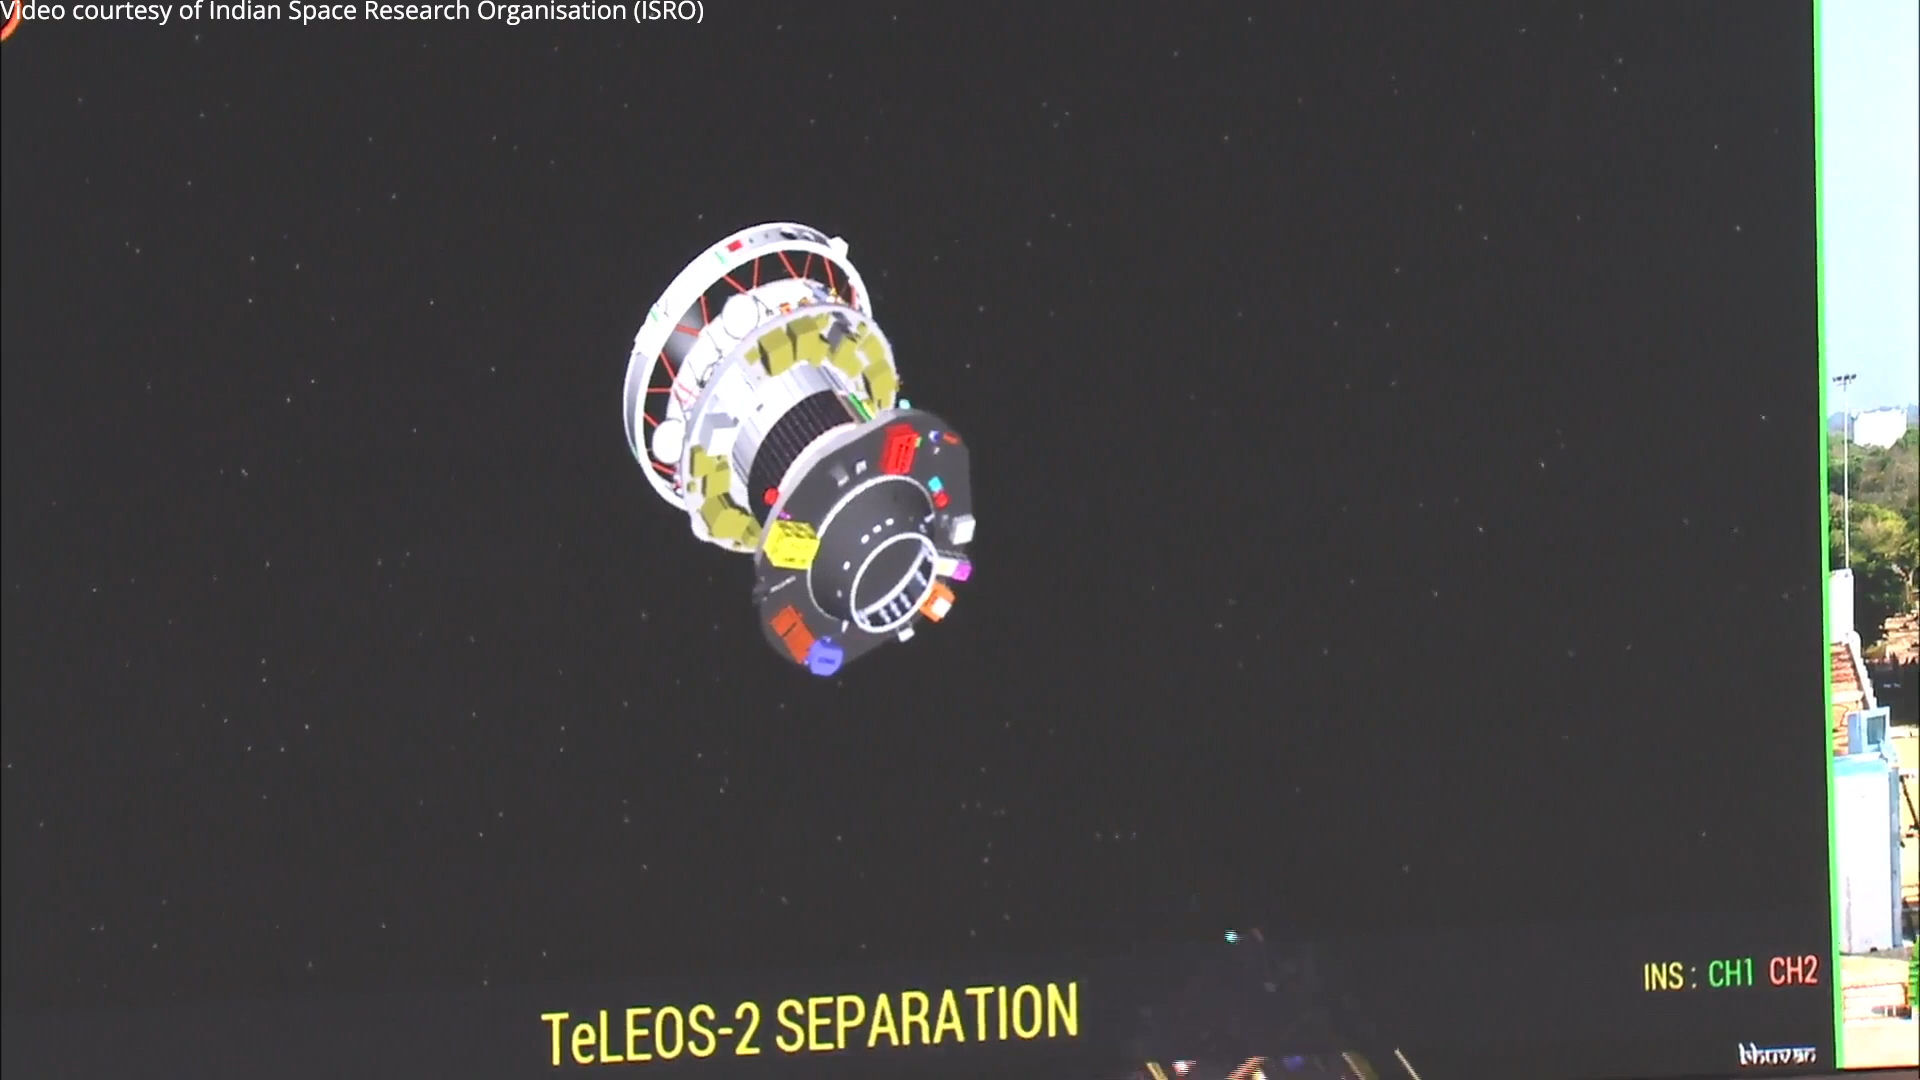 Video courtesy of Indian Space Research Organisation (ISRO)
TeLEOS-2 SEPARATION
INS : CH1 CH2
bhuvan